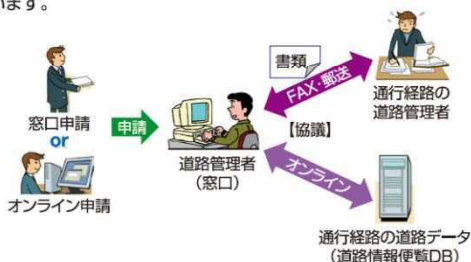 います。
窓口申請
or
オンライン申請
申請
道路管理者
(窓口)
書類
FAX・郵送
【協議】
オンライン
通行経路の
道路管理者
通行経路の道路データ
(道路情報便覧DB)